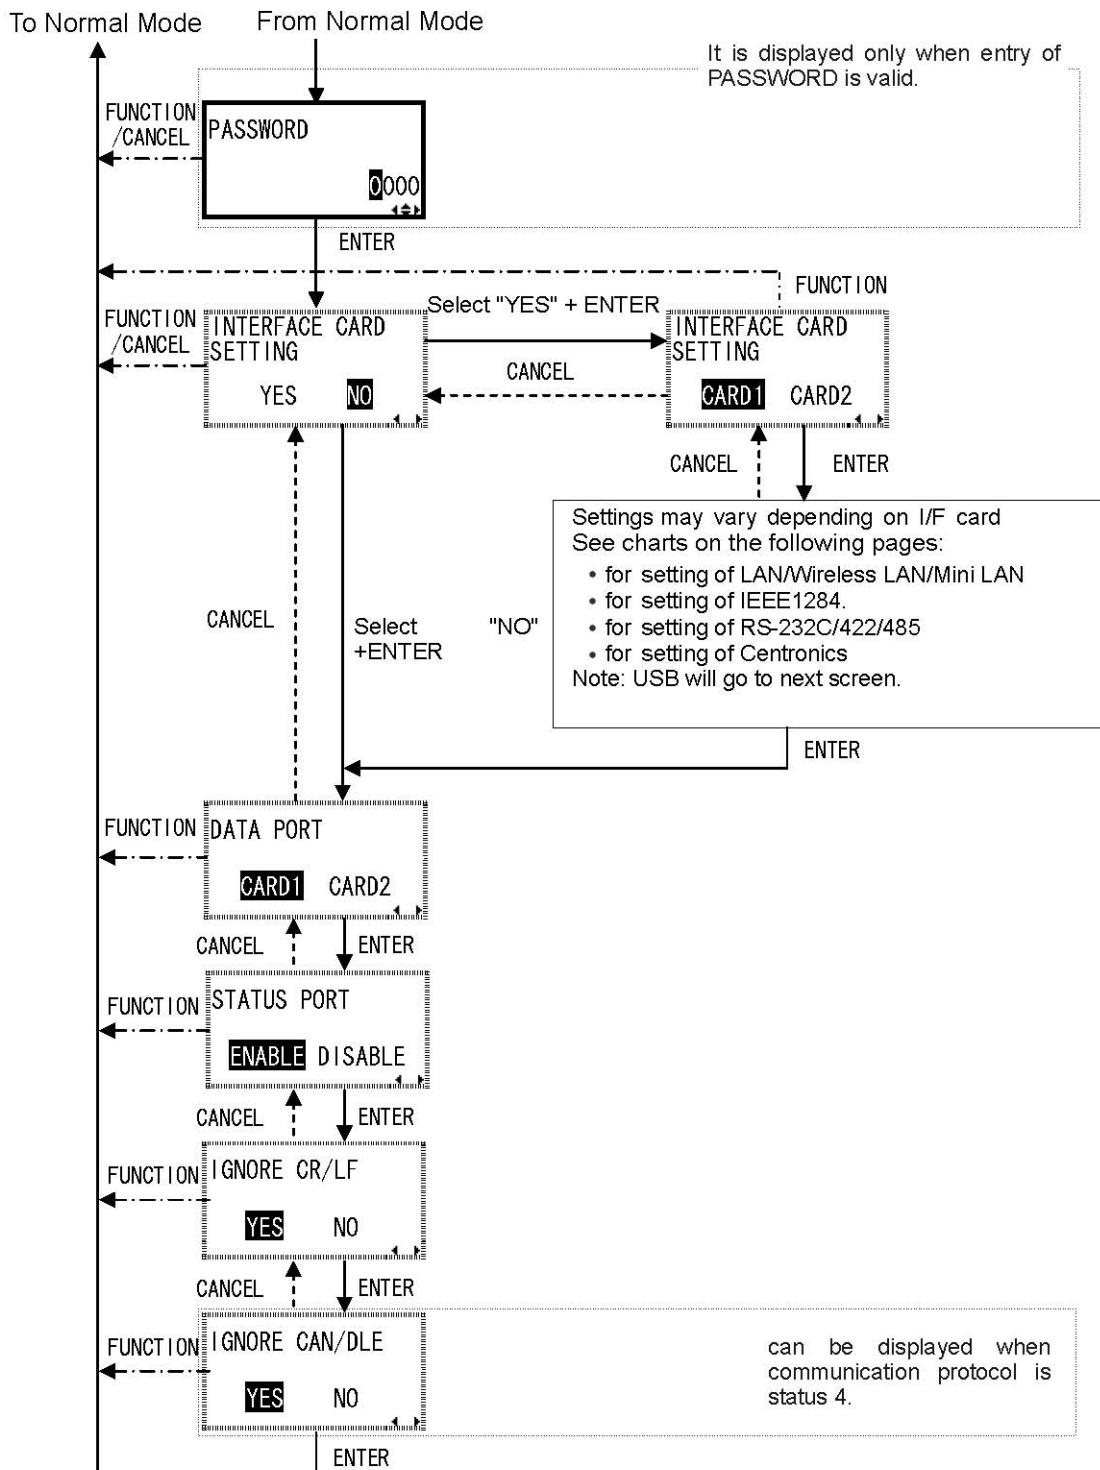 To Normal Mode
From Normal Mode
It is displayed only when entry of
PASSWORD is valid.
FUNCTION
/CANCEL
PASSWORD
0000
ENTER
FUNCTION
FUNCTION
/CANCEL
INTERFACE CARD
SETTING
YES NO
Select "YES" + ENTER
CANCEL
INTERFACE CARD
SETTING
CARD1 CARD2
CANCEL
ENTER
Settings may vary depending on I/F card
See charts on the following pages:
• for setting of LAN/Wireless LAN/Mini LAN
• for setting of IEEE1284.
• for setting of RS-232C/422/485
• for setting of Centronics
Note: USB will go to next screen.
CANCEL
Select "NO"
+ENTER
ENTER
FUNCTION
DATA PORT
CARD1 CARD2
CANCEL
ENTER
FUNCTION
STATUS PORT
ENABLE DISABLE
CANCEL
ENTER
FUNCTION
IGNORE CR/LF
YES NO
CANCEL
ENTER
FUNCTION
IGNORE CAN/DLE
YES NO
can be displayed when
communication protocol is
status 4.
ENTER